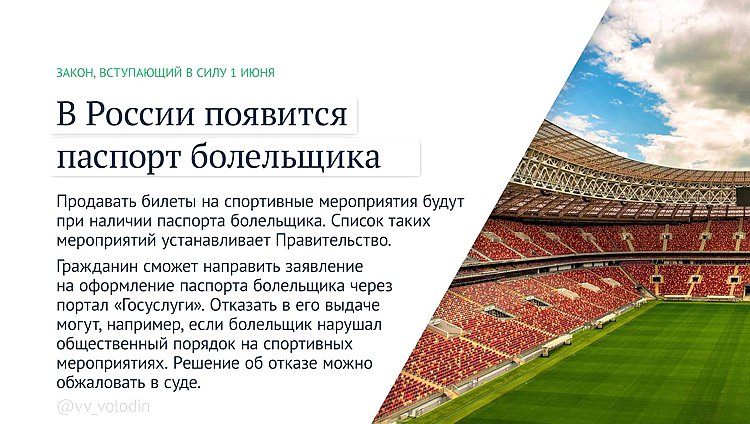 ЗАКОН, ВСТУПАЮЩИЙ В СИЛУ 1 ИЮНЯ
В России появится
паспорт болельщика
Продавать билеты на спортивные мероприятия будут
при наличии паспорта болельщика. Список таких
мероприятий устанавливает Правительство.
Гражданин сможет направить заявление
на оформление паспорта болельщика через
портал «Госуслуги». Отказать в его выдаче
могут, например, если болельщик нарушал
общественный порядок на спортивных
мероприятиях. Решение об отказе можно
обжаловать в суде.
@vv_volodin